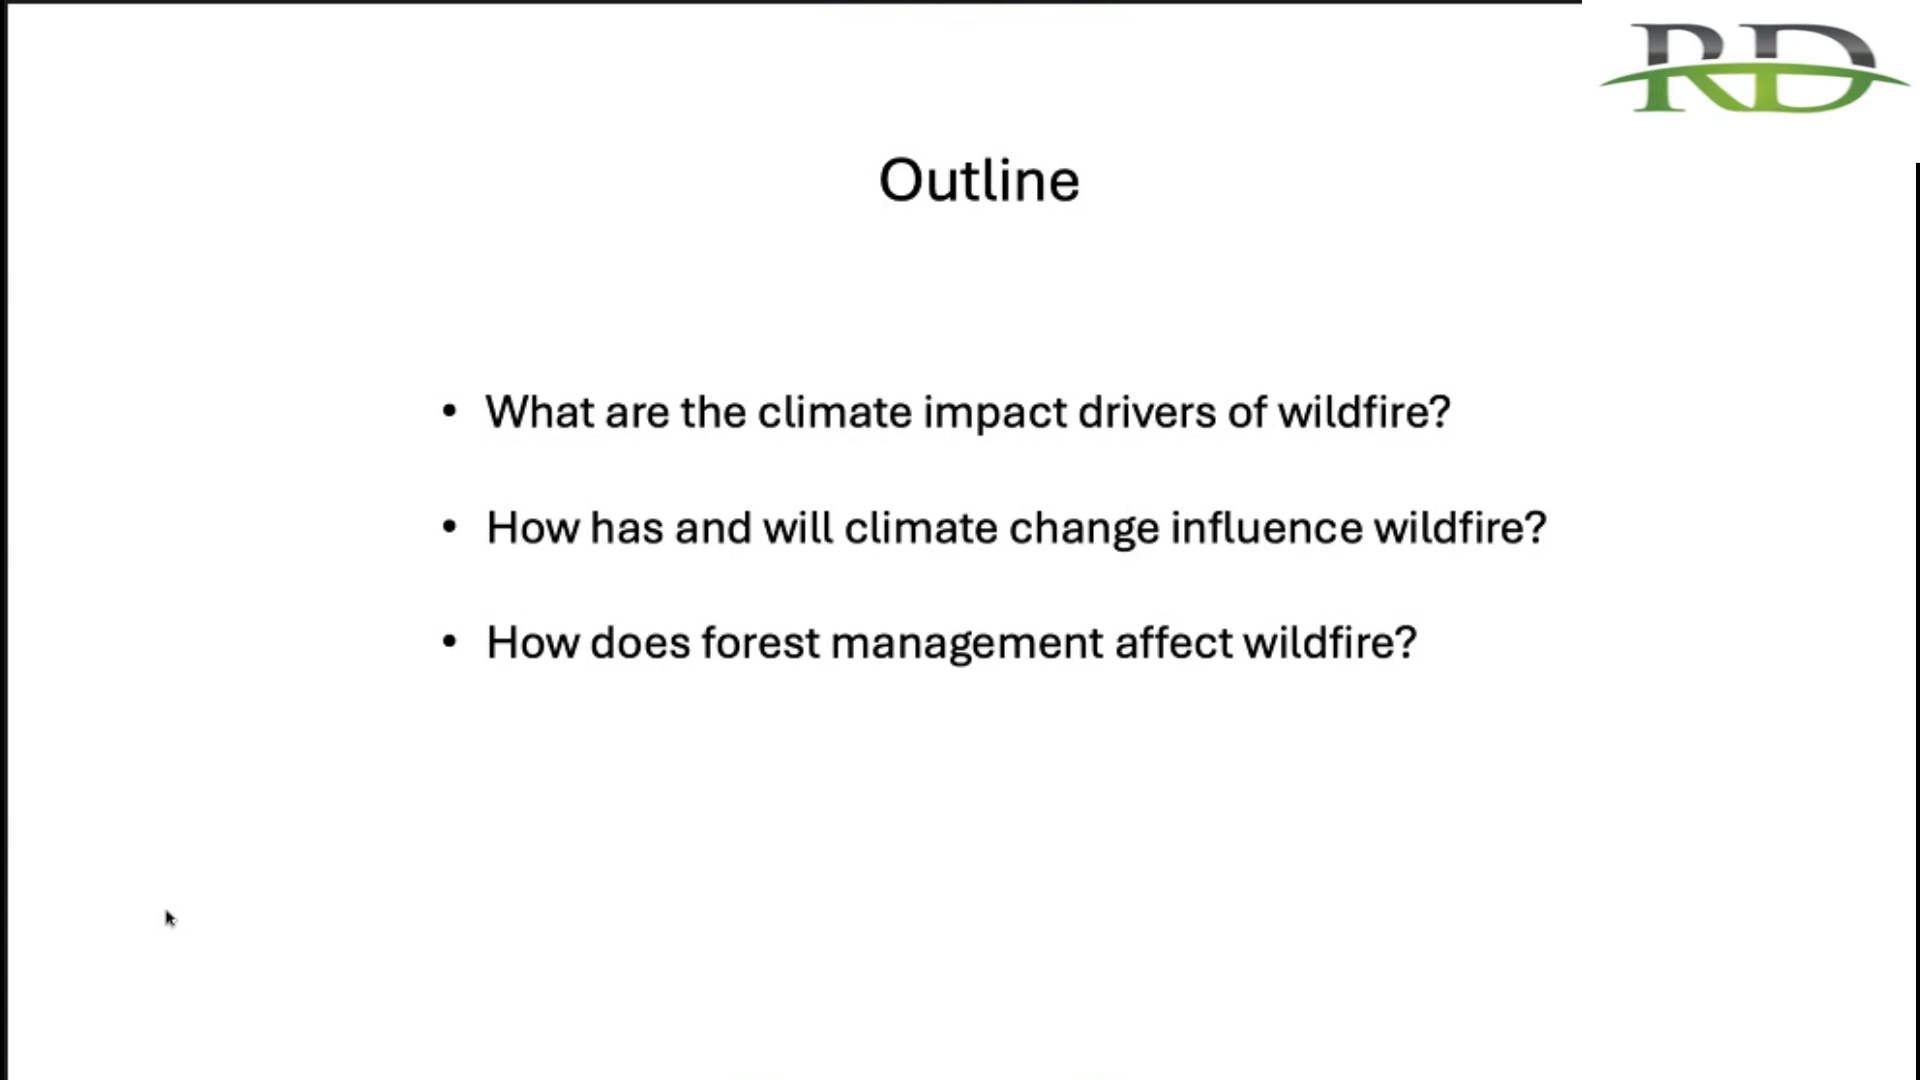 RD
Outline
• What are the climate impact drivers of wildfire?
• How has and will climate change influence wildfire?
• How does forest management affect wildfire?